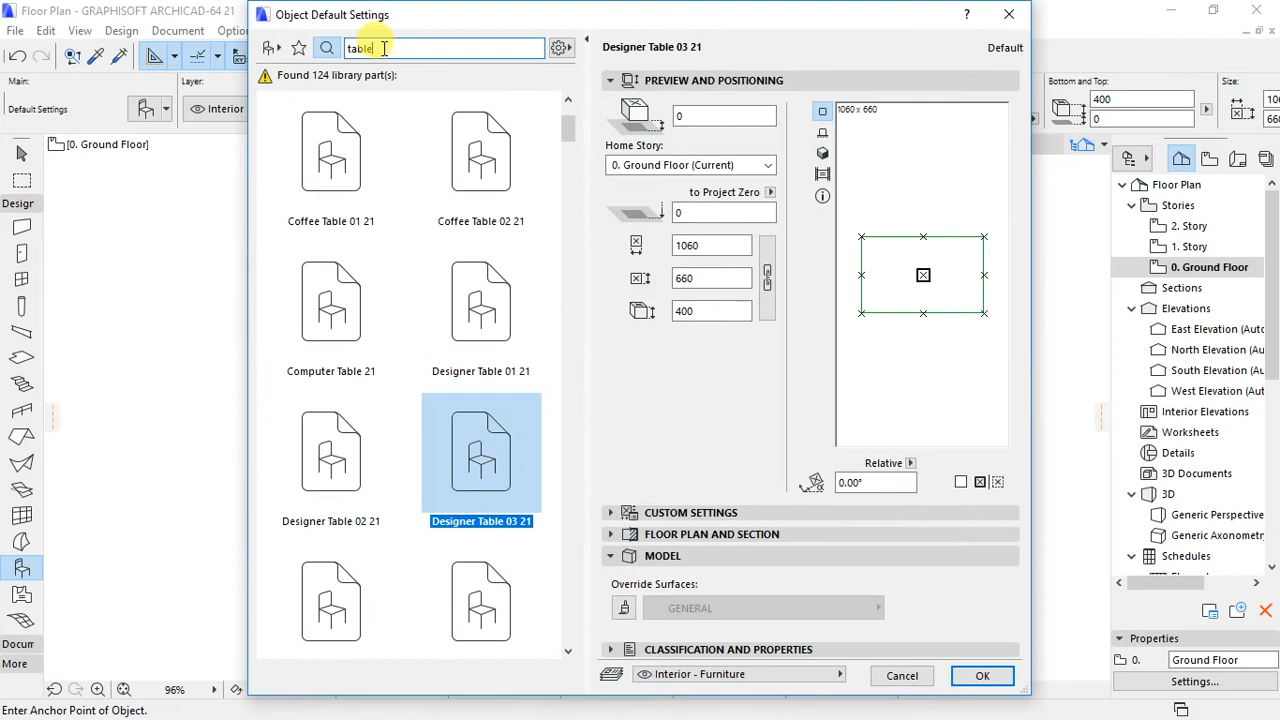 Floor Plan - GRAPHISOFT ARCHICAD-64 21
File Edit View Design Document
Object Default Settings
?
Main:
Default Settings
Interior
[0. Ground Floor]
Design
Docum
More
96%
Enter Anchor Point of Object.
table
Found 124 library part(s):
Coffee Table 01 21
Coffee Table 02 21
Computer Table 21
Designer Table 01 21
Designer Table 02 21
Designer Table 03 21
Designer Table 03 21
Default
PREVIEW AND POSITIONING
0
Home Story:
0. Ground Floor (Current)
to Project Zero
0
1060
660
400
1060 x 660
Relative
0.00°
CUSTOM SETTINGS
FLOOR PLAN AND SECTION
MODEL
Override Surfaces:
GENERAL
CLASSIFICATION AND PROPERTIES
Interior - Furniture
Cancel
OK
Bottom and Top:
400
0
Size:
Floor Plan
Stories
2. Story
1. Story
0. Ground Floor
Sections
Elevations
East Elevation (Au
North Elevation (A
South Elevation (A
West Elevation (Au
Interior Elevations
Worksheets
Details
3D Documents
3D
Generic Perspe
Generic Axonom
Schedules
Properties
0.
Ground Floor
Settings...